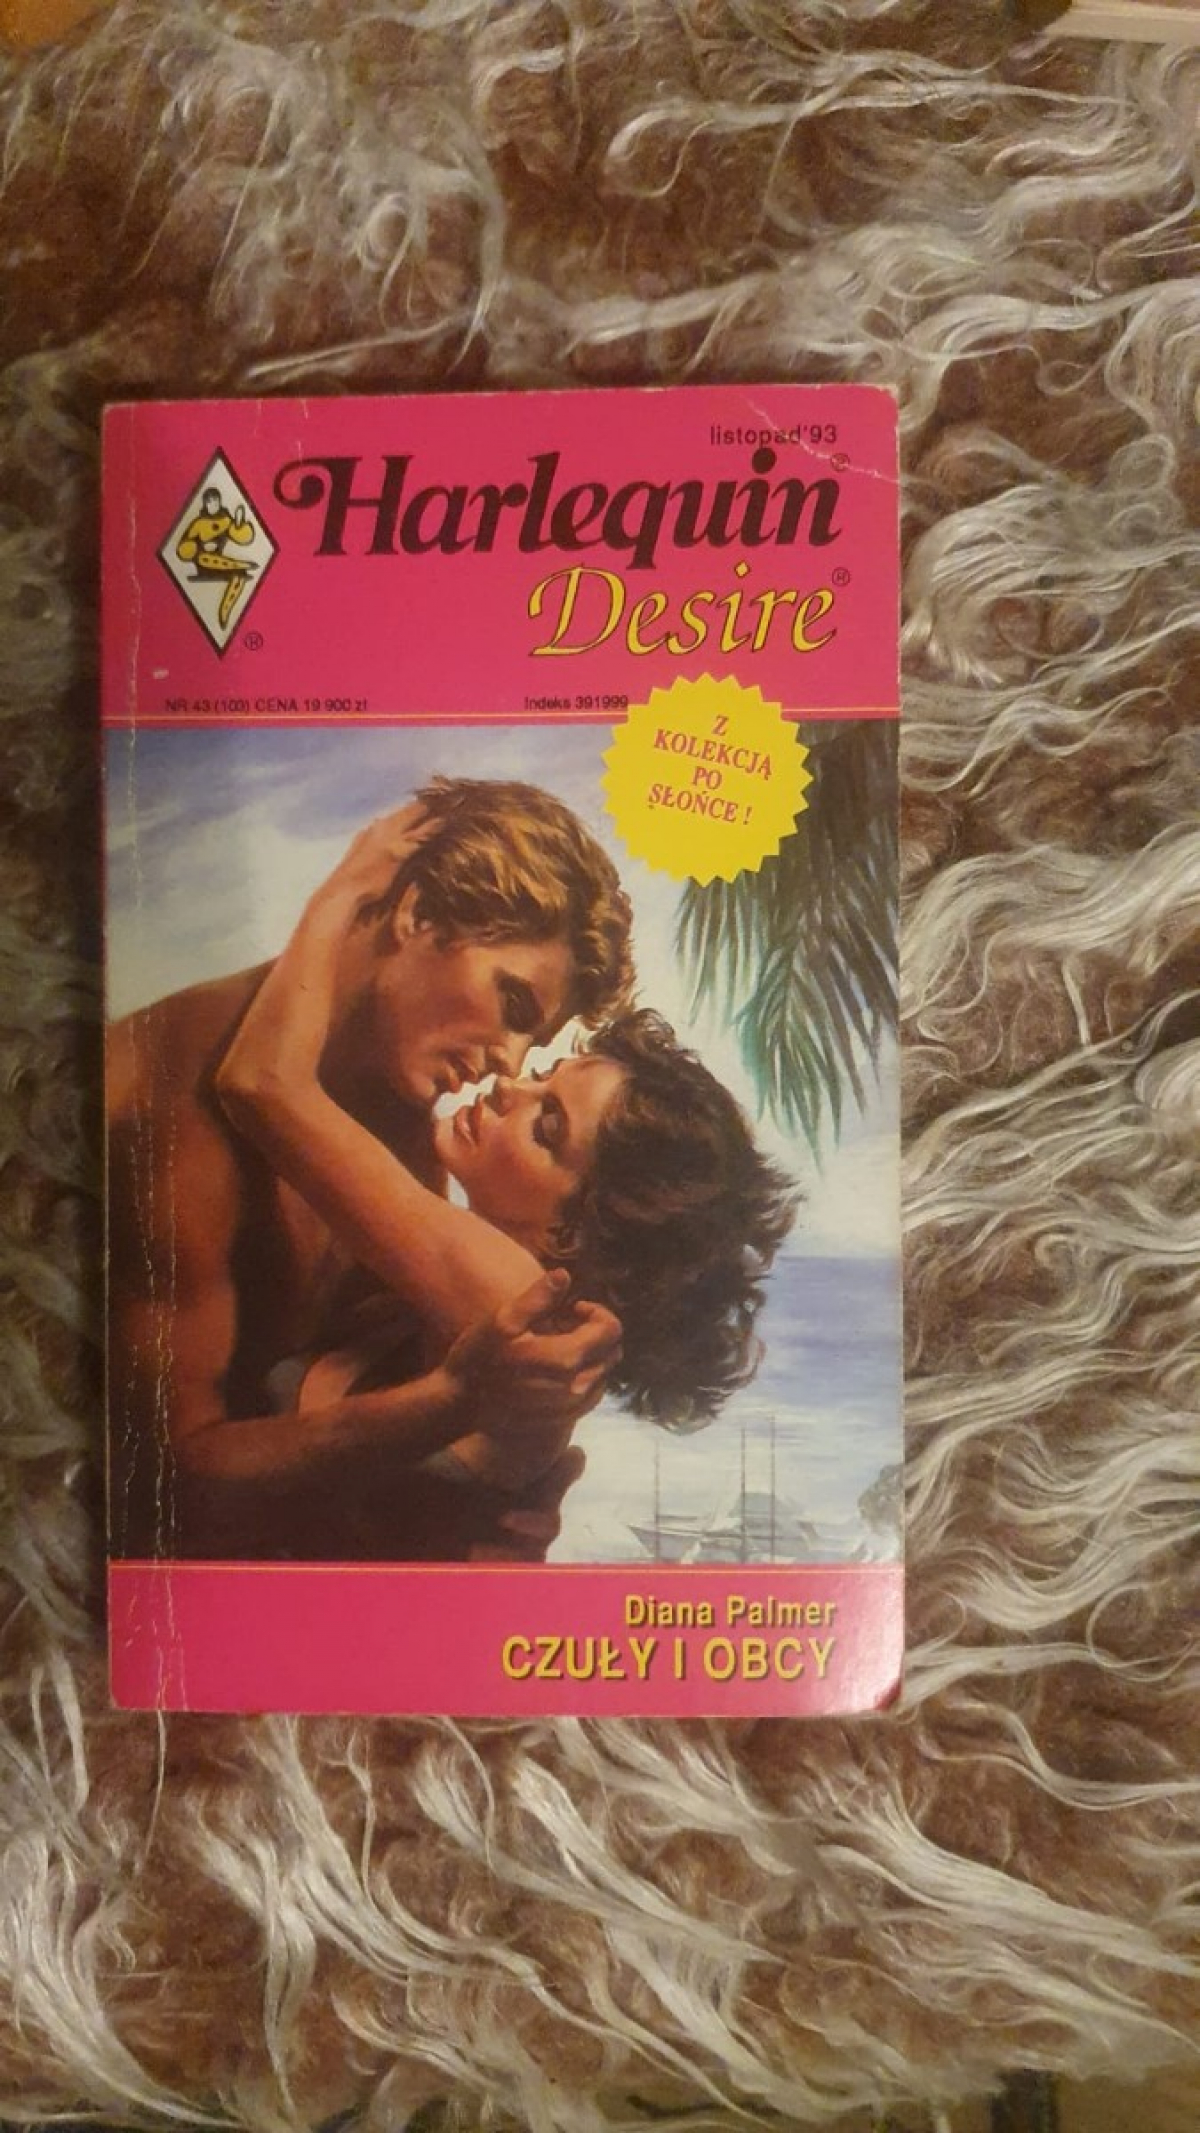 listopad'93
Harlequin®
Desire®
®
NR 43 (100) CENA 19 900 zł
Indeks 391999
Z
KOLEKCJĄ
PO
SŁOŃCE!
Diana Palmer
CZUŁY I OBCY